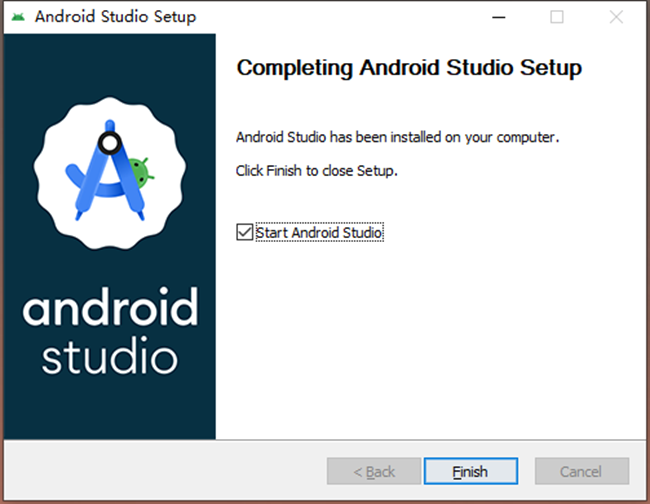 Android Studio Setup
Completing Android Studio Setup
Android Studio has been installed on your computer.
Click Finish to close Setup.
Start Android Studio
android
studio
< Back
Finish
Cancel